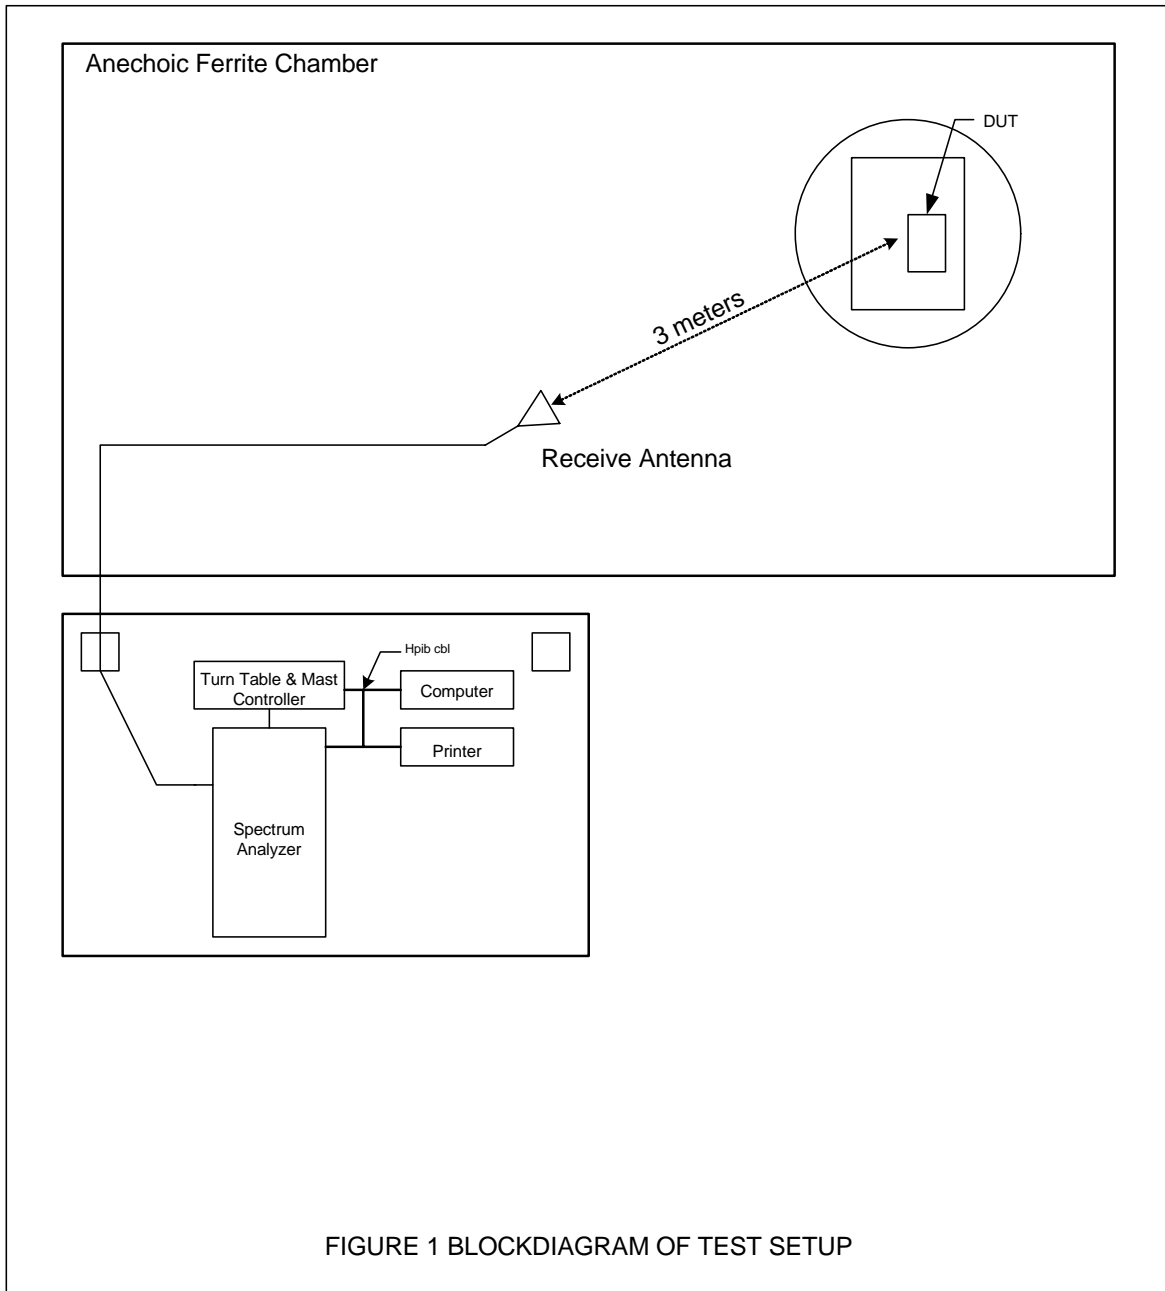 Anechoic Ferrite Chamber
DUT
3 meters
Receive Antenna
Hpib cbl
Turn Table & Mast
Controller
Computer
Printer
Spectrum
Analyzer
FIGURE 1 BLOCKDIAGRAM OF TEST SETUP